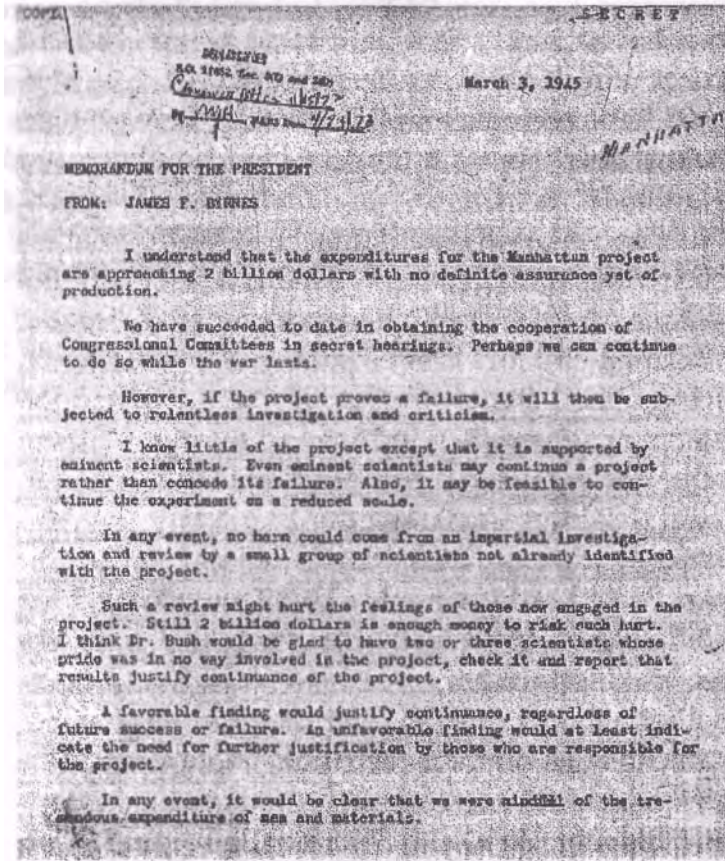 COPY
SECRET
DECLASSIFIED
E.O. 11652, Sec. 3(E) and 5(D)
March 3, 1945
MANHATTA
MEMORANDUM FOR THE PRESIDENT
FROM: JAMES F. BYRNES
I understand that the expenditures for the Manhattan project
are approaching 2 billion dollars with no definite assurance yet of
production.
We have succeeded to date in obtaining the cooperation of
Congressional Committees in secret hearings. Perhaps we can continue
to do so while the war lasts.
However, if the project proves a failure, it will then be sub-
jected to relentless investigation and criticism.
I know little of the project except that it is supported by
eminent scientists. Even eminent scientists may continue a project
rather than concede its failure. Also, it may be feasible to con-
tinue the experiment on a reduced scale.
In any event, no harm could come from an impartial investiga-
tion and review by a small group of scientists not already identified
with the project.
Such a review might hurt the feelings of those now engaged in the
project. Still 2 billion dollars is enough money to risk such hurt.
I think Dr. Bush would be glad to have two or three scientists whose
pride was in no way involved in the project, check it and report that
results justify continuance of the project.
A favorable finding would justify continuance, regardless of
future success or failure. An unfavorable finding would at least indi-
cate the need for further justification by those who are responsible for
the project.
In any event, it would be clear that we were mindful of the tre-
mendous expenditure of men and materials.